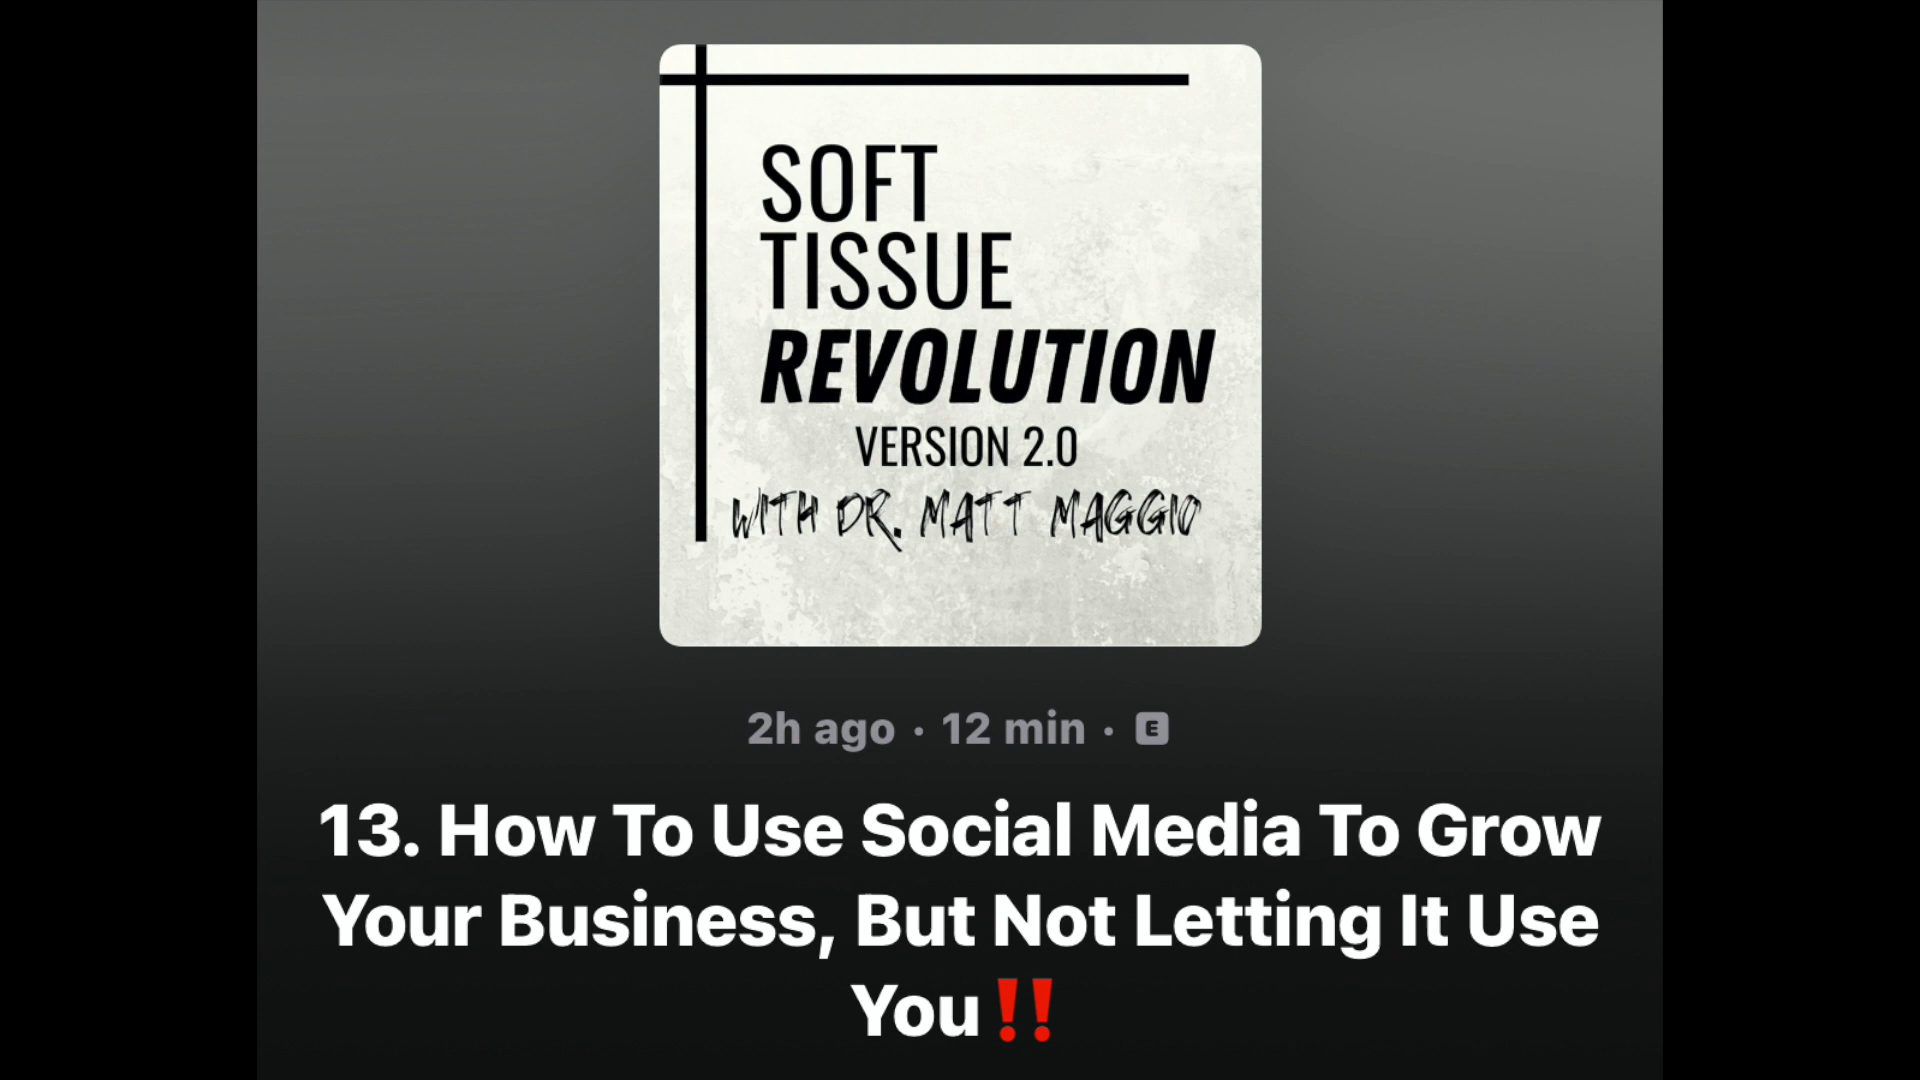 SOFT
TISSUE
REVOLUTION
VERSION 2.0
WITH DR. MATT MAGGIO
2h ago · 12 min · E
13. How To Use Social Media To Grow
Your Business, But Not Letting It Use
You‼️